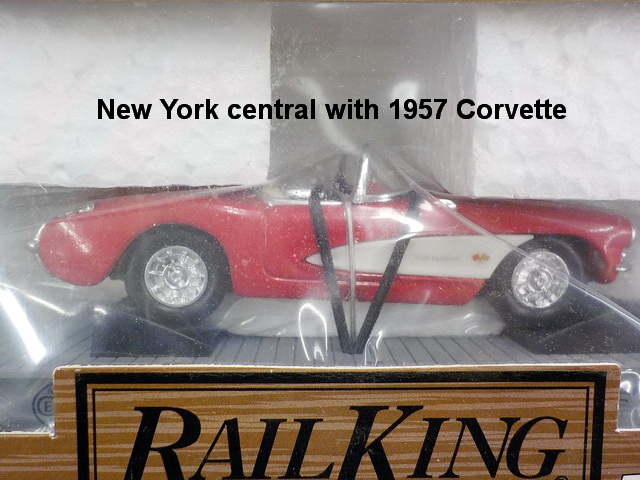 New York central with 1957 Corvette
RAILKING
®